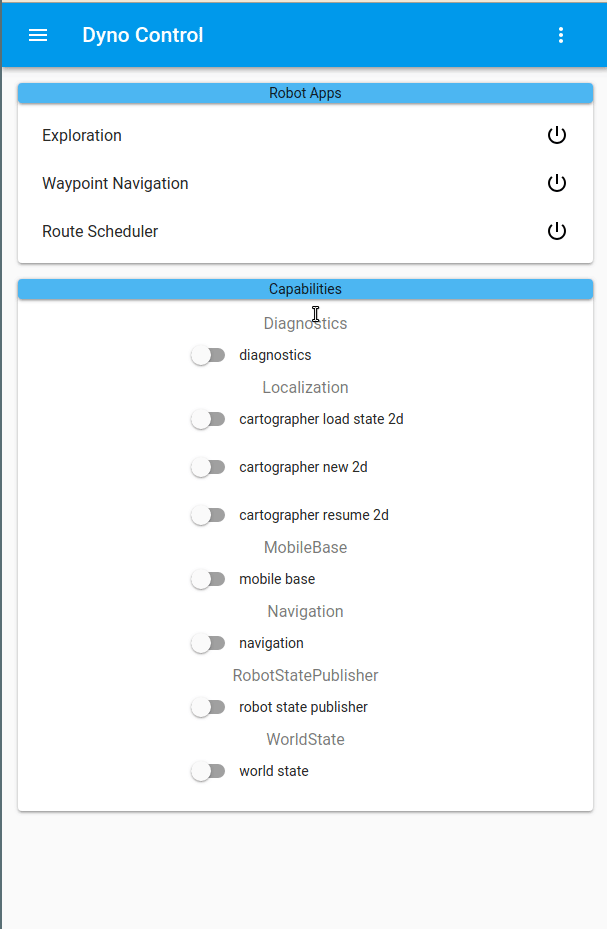 Dyno Control
Robot Apps
Exploration
Waypoint Navigation
Route Scheduler
Capabilities
Diagnostics
diagnostics
Localization
cartographer load state 2d
cartographer new 2d
cartographer resume 2d
MobileBase
mobile base
Navigation
navigation
RobotStatePublisher
robot state publisher
WorldState
world state